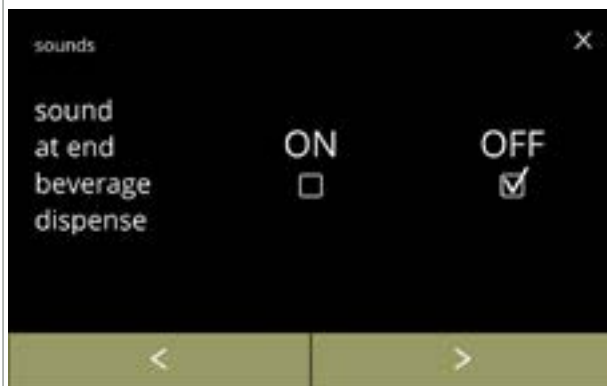 sounds ×
sound
at end ON OFF
beverage
dispense
< >